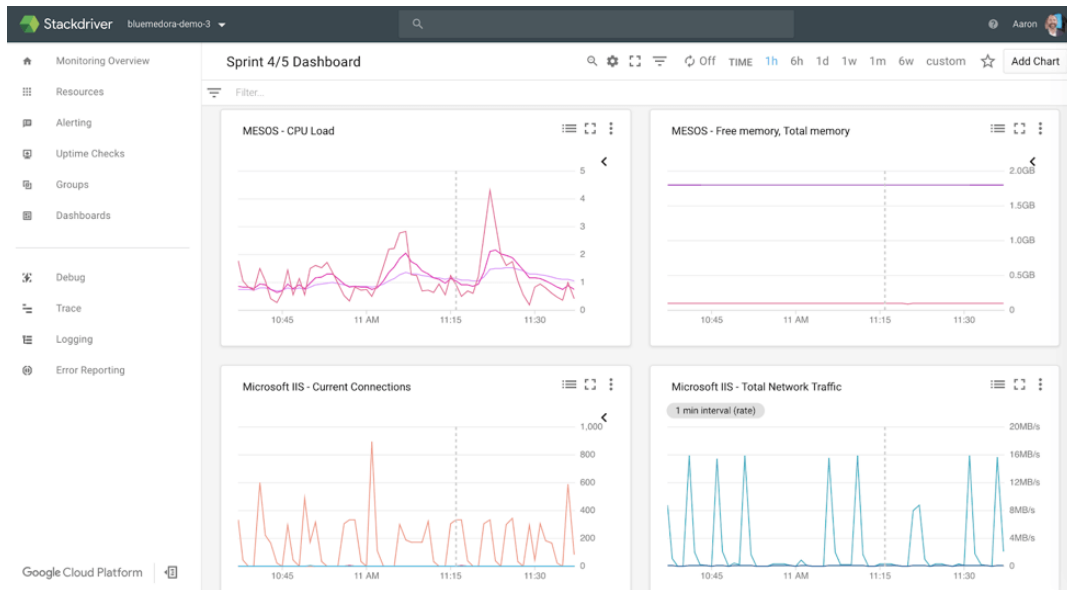 Stackdriver bluemedora-demo-3 Aaron
Monitoring Overview
Resources
Alerting
Uptime Checks
Groups
Dashboards
Debug
Trace
Logging
Error Reporting
Google Cloud Platform
Sprint 4/5 Dashboard Off TIME 1h 6h 1d 1w 1m 6w custom Add Chart
Filter...
MESOS - CPU Load
5
4
3
2
1
0
10:45 11 AM 11:15 11:30
MESOS - Free memory, Total memory
2.0GB
1.5GB
1.0GB
0.5GB
0
10:45 11 AM 11:15 11:30
Microsoft IIS - Current Connections
1,000
800
600
400
200
0
10:45 11 AM 11:15 11:30
Microsoft IIS - Total Network Traffic
1 min interval (rate)
20MB/s
16MB/s
12MB/s
8MB/s
4MB/s
0
10:45 11 AM 11:15 11:30